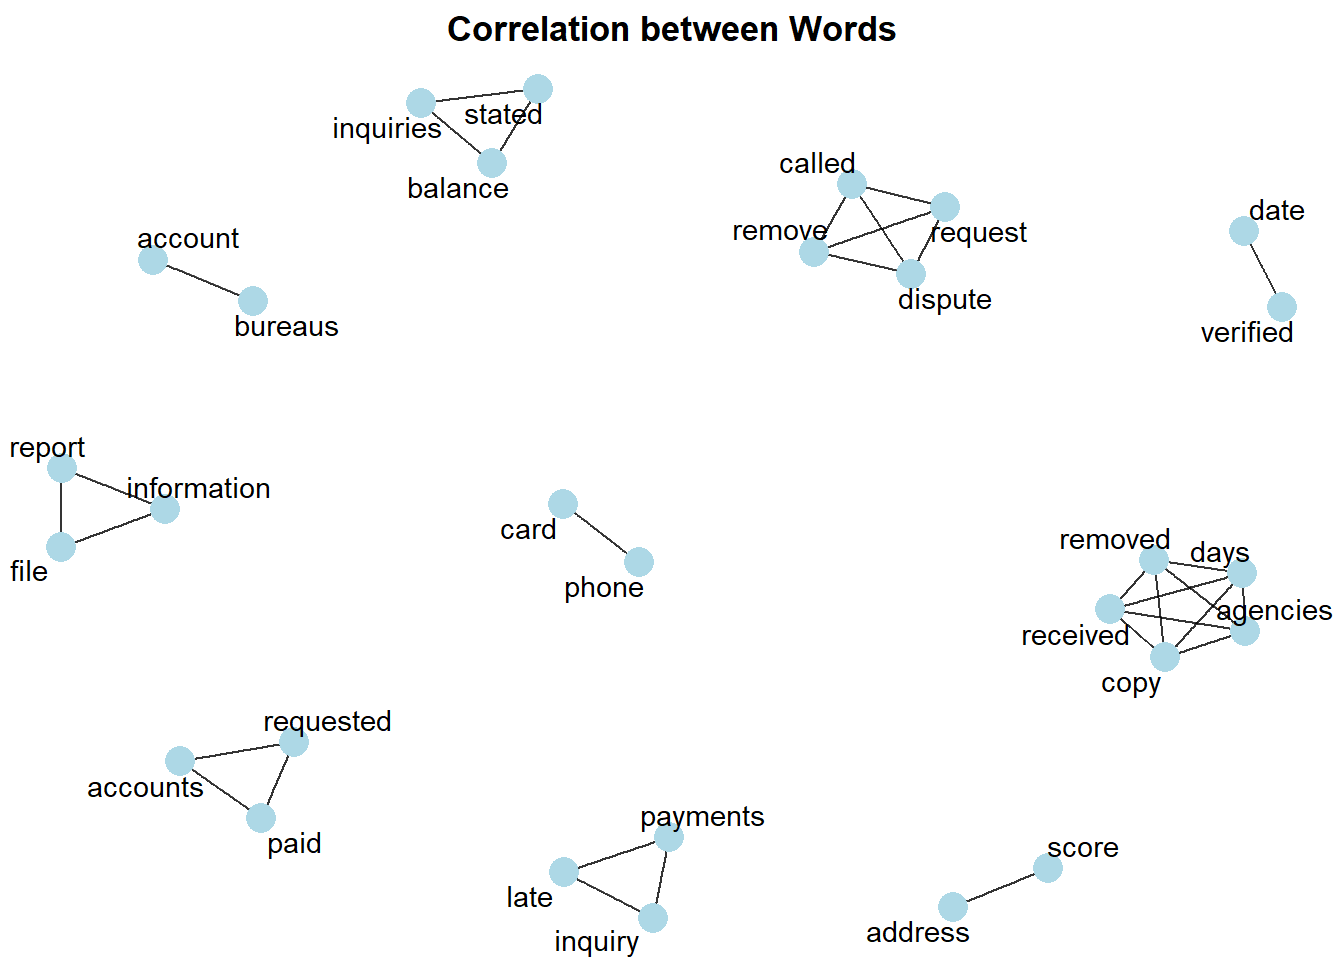 Correlation between Words
stated
inquiries
balance
called
remove
request
dispute
date
verified
account
bureaus
report
information
file
card
phone
removed
days
agencies
received
copy
requested
accounts
paid
payments
late
inquiry
score
address